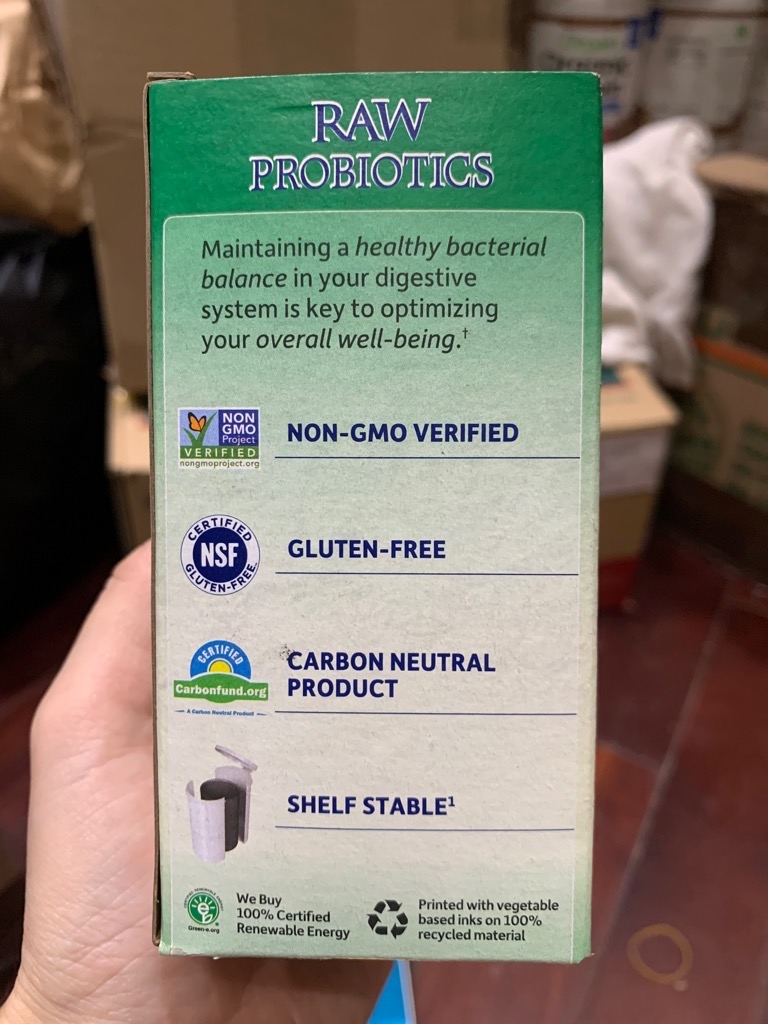 RAW
PROBIOTICS
Maintaining a healthy bacterial
balance in your digestive
system is key to optimizing
your overall well-being.†
NON
GMO
Project
VERIFIED
nongmoproject.org
NON-GMO VERIFIED
CERTIFIED
NSF
GLUTEN-FREE
GLUTEN-FREE
CERTIFIED
Carbonfund.org
A Carbon Neutral Product
CARBON NEUTRAL
PRODUCT
SHELF STABLE¹
Green-e.org
We Buy
100% Certified
Renewable Energy
Printed with vegetable
based inks on 100%
recycled material